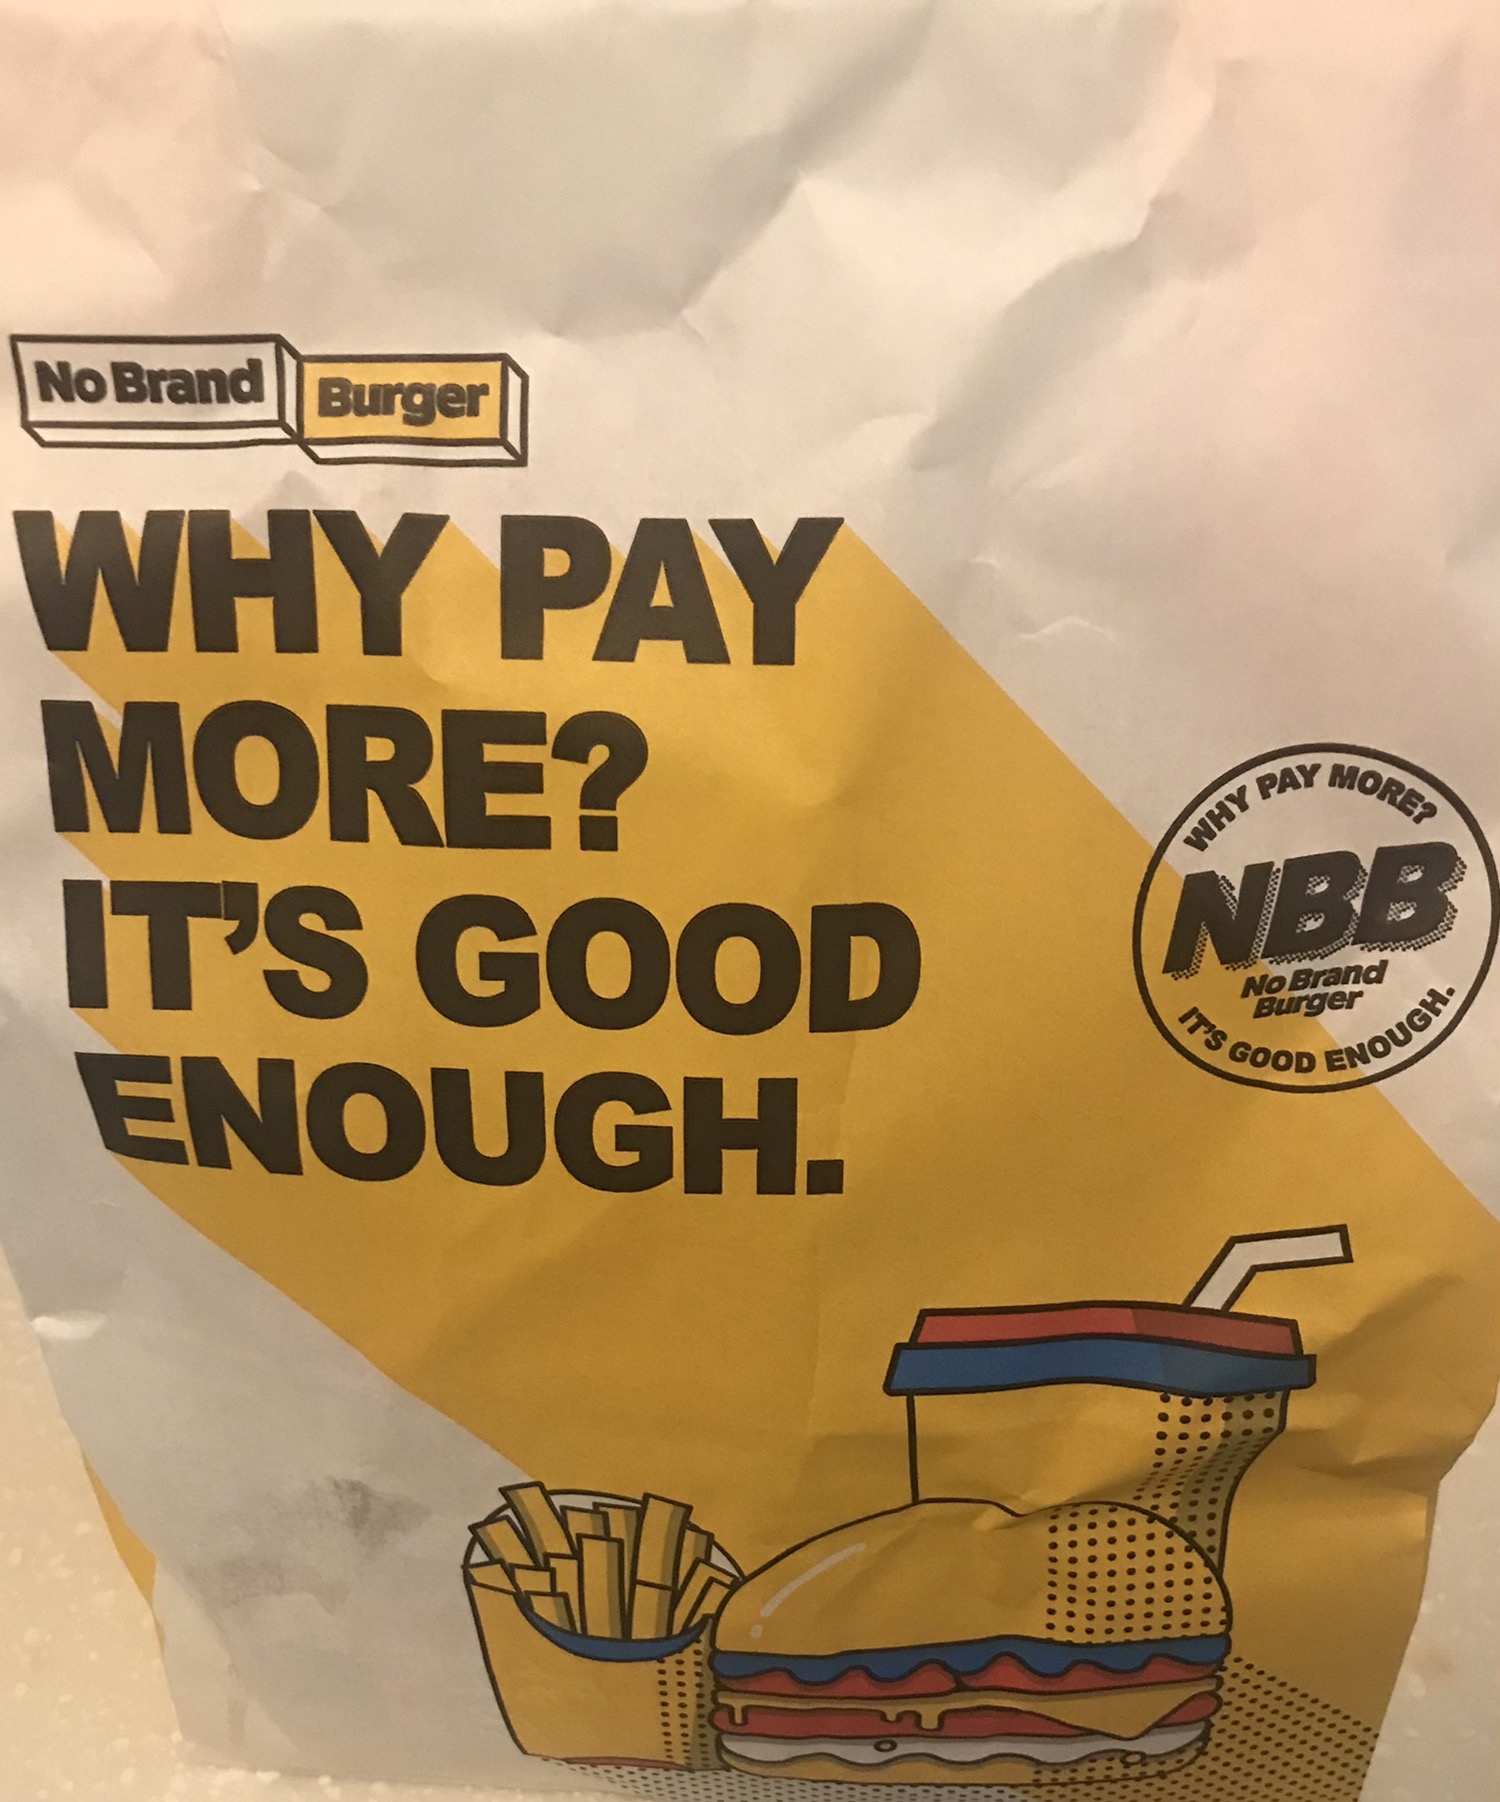 No Brand Burger
WHY PAY
MORE?
IT'S GOOD
ENOUGH.
WHY PAY MORE?
NBB
No Brand
Burger
IT'S GOOD ENOUGH.